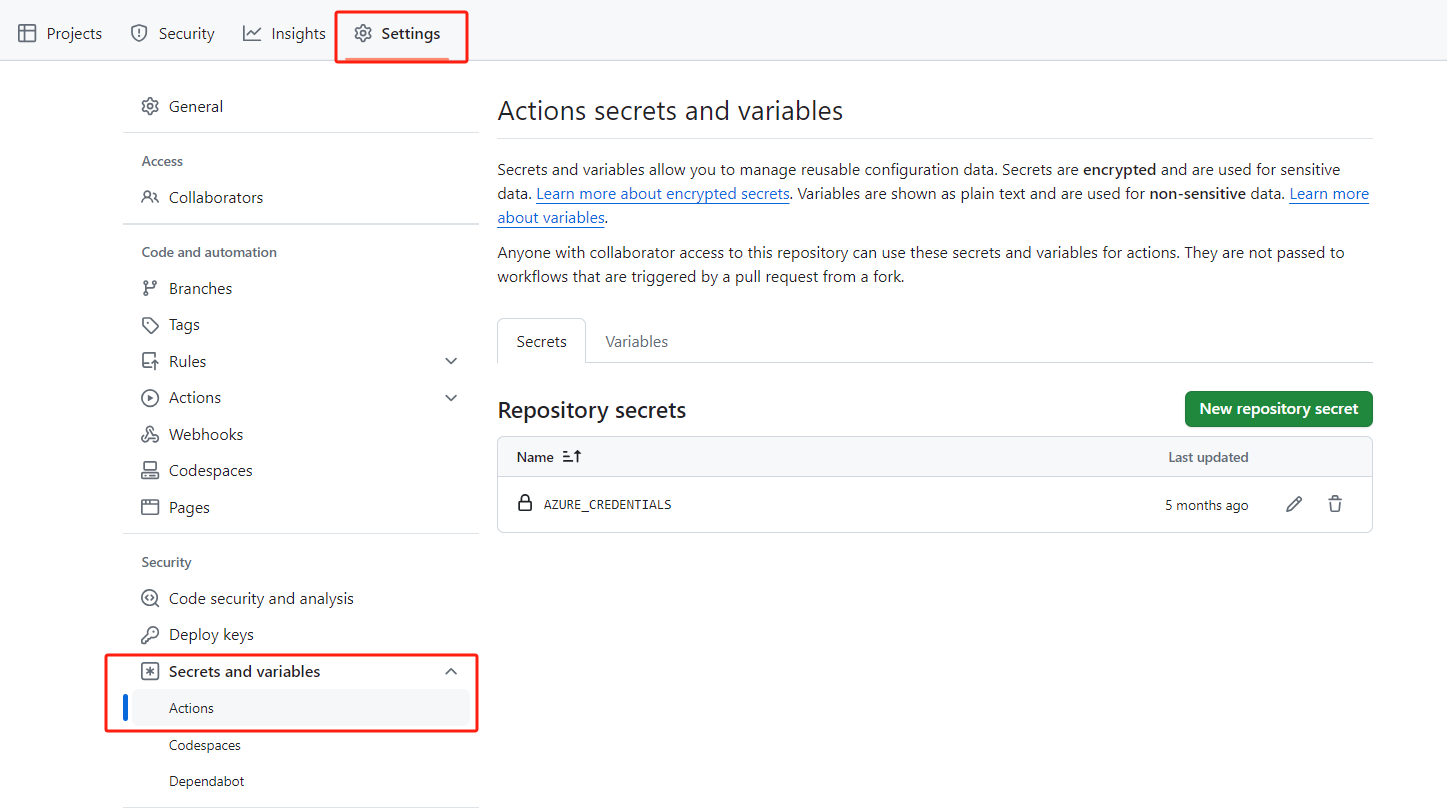 Projects Security Insights Settings
General
Access
Collaborators
Code and automation
Branches
Tags
Rules
Actions
Webhooks
Codespaces
Pages
Security
Code security and analysis
Deploy keys
Secrets and variables
Actions
Codespaces
Dependabot
Actions secrets and variables
Secrets and variables allow you to manage reusable configuration data. Secrets are encrypted and are used for sensitive
data. Learn more about encrypted secrets. Variables are shown as plain text and are used for non-sensitive data. Learn more
about variables.
Anyone with collaborator access to this repository can use these secrets and variables for actions. They are not passed to
workflows that are triggered by a pull request from a fork.
Secrets Variables
Repository secrets New repository secret
Name Last updated
AZURE_CREDENTIALS 5 months ago